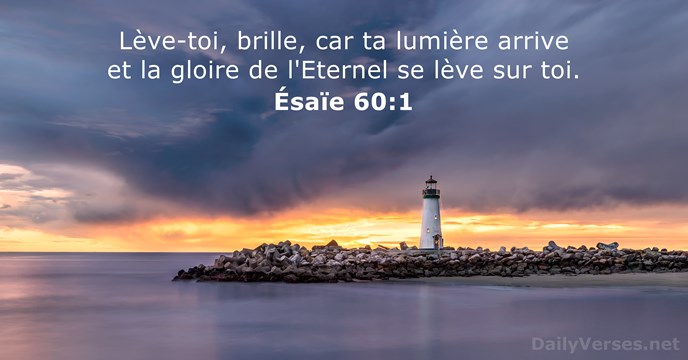 Lève-toi, brille, car ta lumière arrive
et la gloire de l'Eternel se lève sur toi.
Ésaïe 60:1
DailyVerses.net